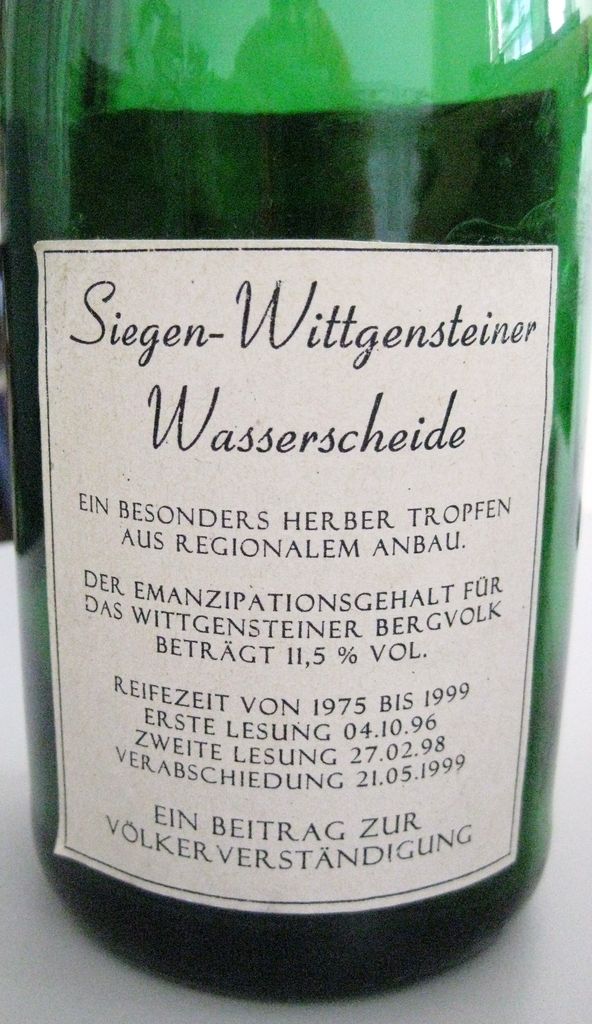 Siegen-Wittgensteiner
Wasserscheide
EIN BESONDERS HERBER TROPFEN
AUS REGIONALEM ANBAU.
DER EMANZIPATIONSGEHALT FÜR
DAS WITTGENSTEINER BERGVOLK
BETRÄGT 11,5 % VOL.
REIFEZEIT VON 1975 BIS 1999
ERSTE LESUNG 04.10.96
ZWEITE LESUNG 27.02.98
VERABSCHIEDUNG 21.05.1999
EIN BEITRAG ZUR
VÖLKERVERSTÄNDIGUNG